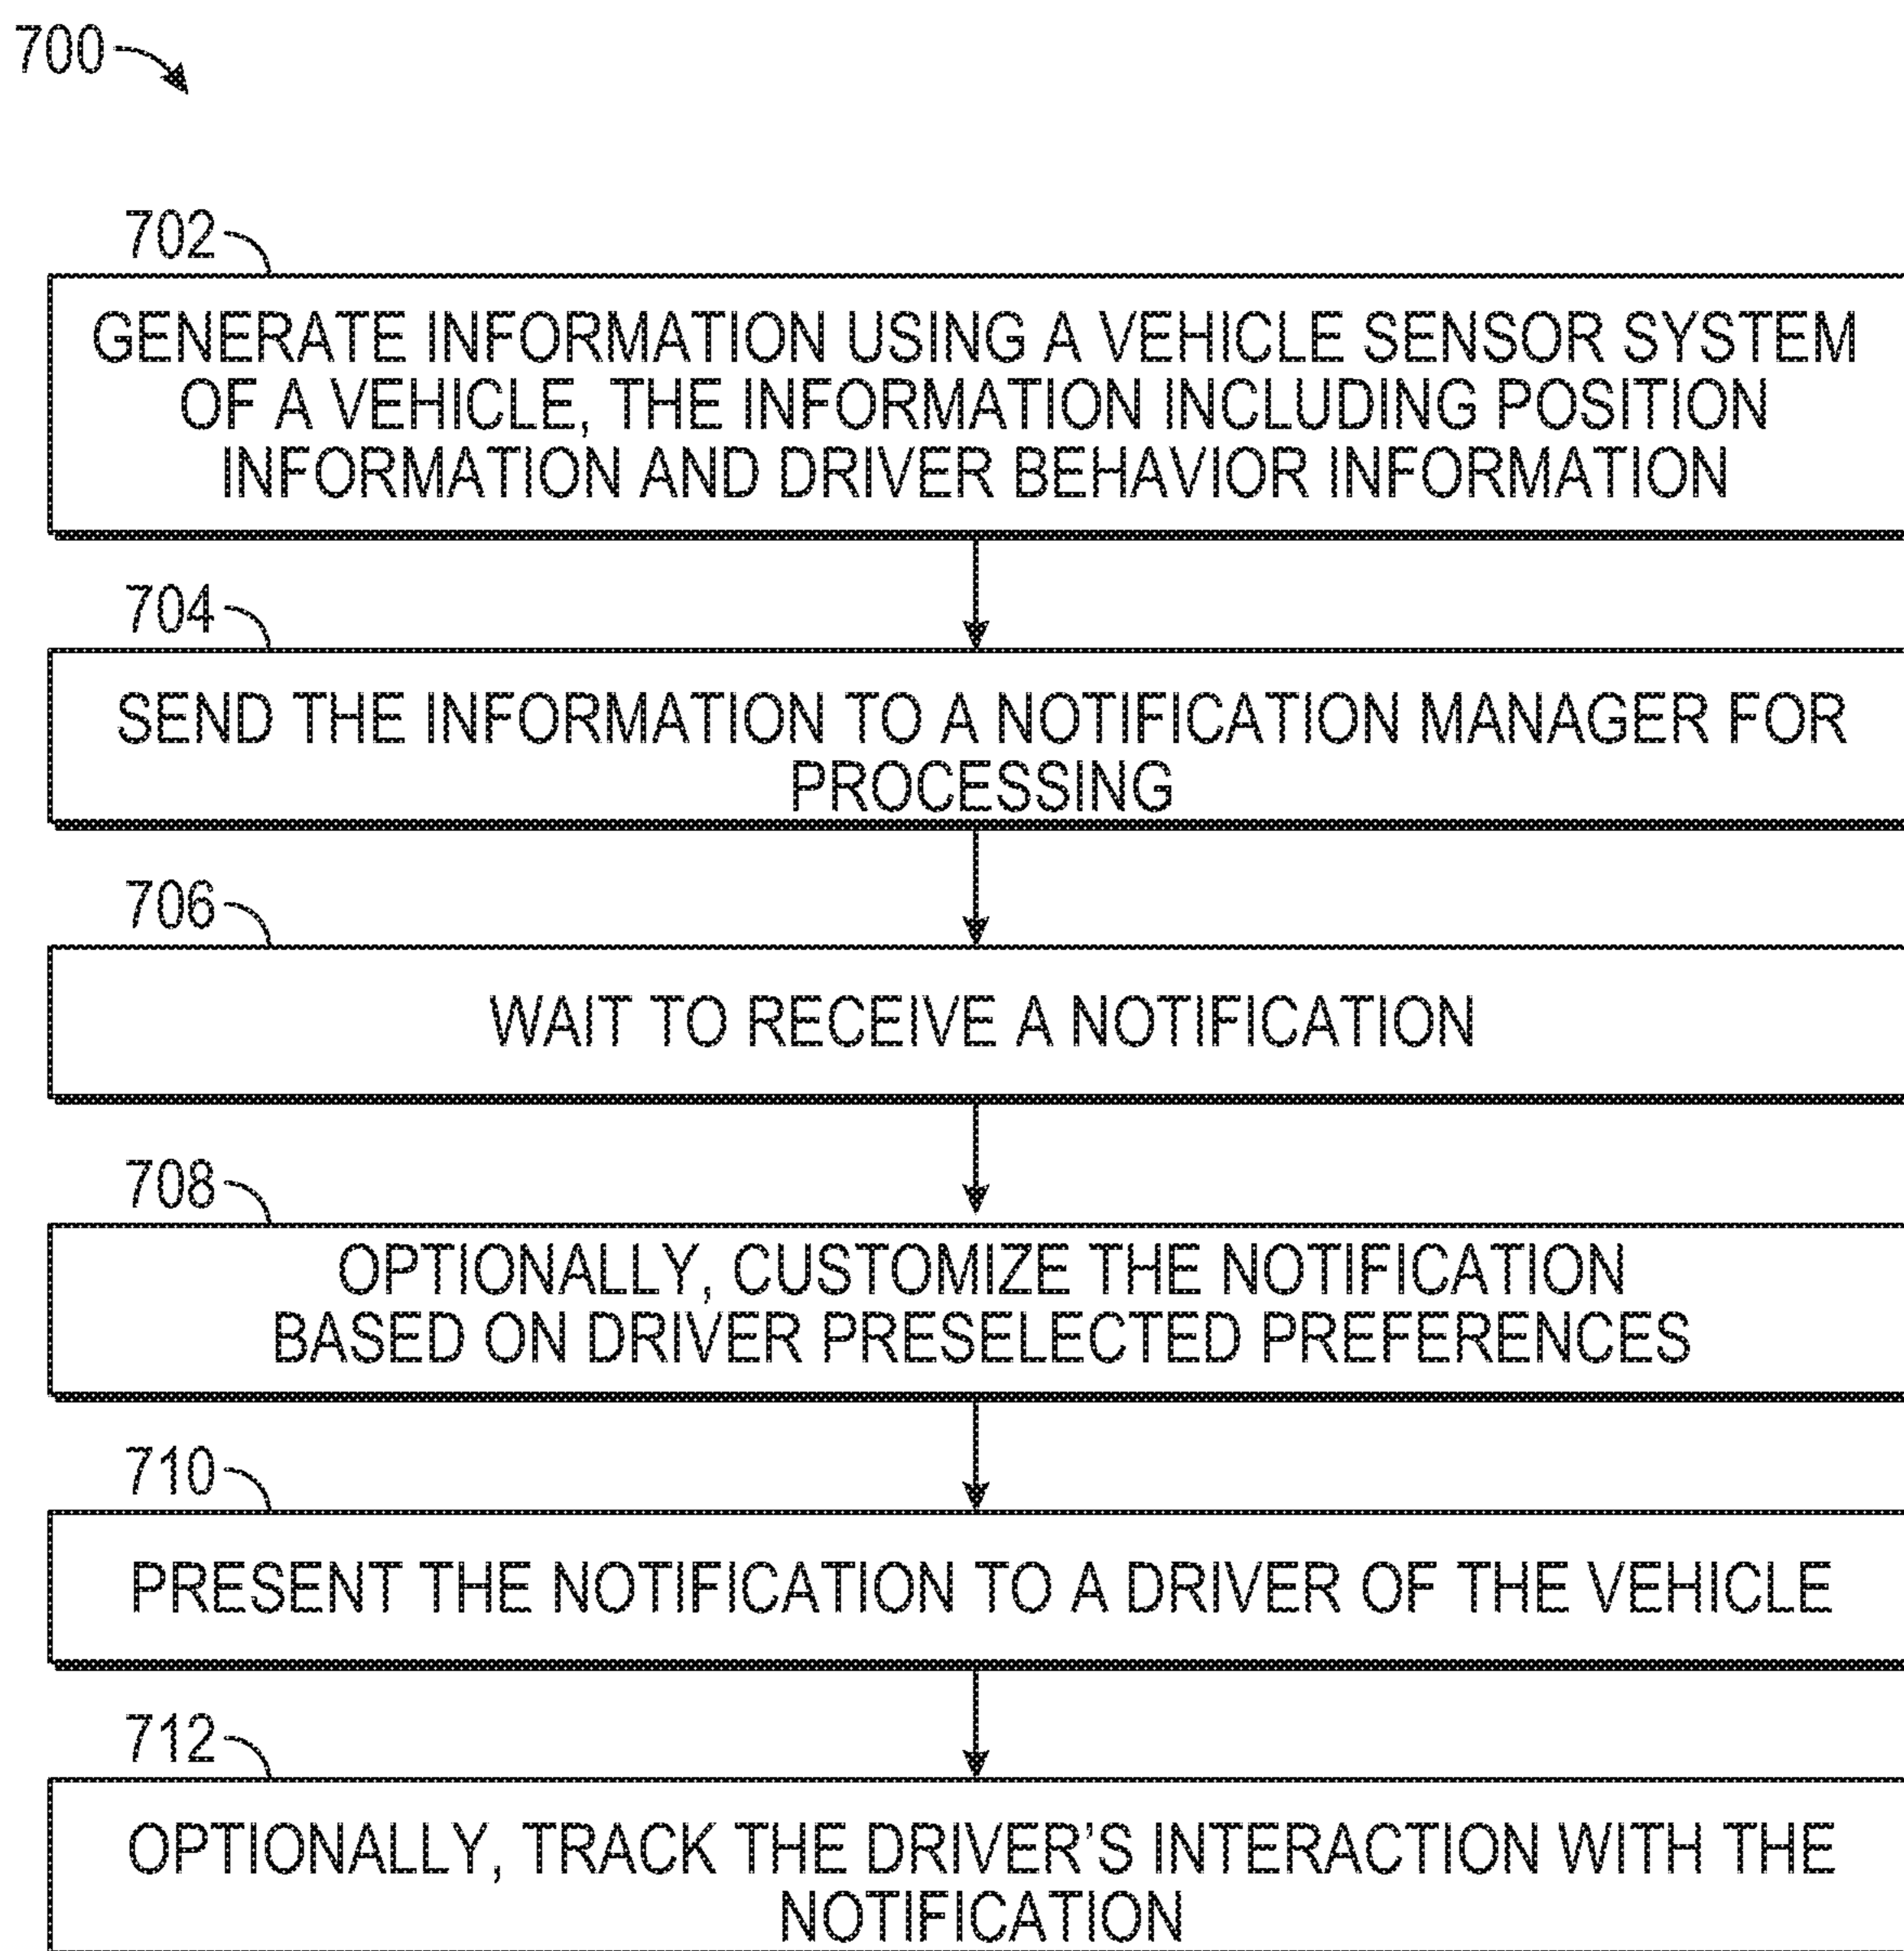 700
702
GENERATE INFORMATION USING A VEHICLE SENSOR SYSTEM
OF A VEHICLE, THE INFORMATION INCLUDING POSITION
INFORMATION AND DRIVER BEHAVIOR INFORMATION
704
SEND THE INFORMATION TO A NOTIFICATION MANAGER FOR
PROCESSING
706
WAIT TO RECEIVE A NOTIFICATION
708
OPTIONALLY, CUSTOMIZE THE NOTIFICATION
BASED ON DRIVER PRESELECTED PREFERENCES
710
PRESENT THE NOTIFICATION TO A DRIVER OF THE VEHICLE
712
OPTIONALLY, TRACK THE DRIVER'S INTERACTION WITH THE
NOTIFICATION